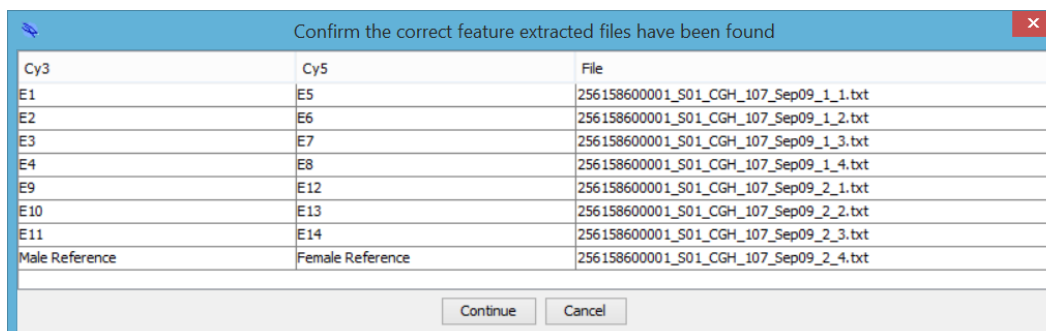 Confirm the correct feature extracted files have been found
Cy3 Cy5 File
E1 E5 256158600001_S01_CGH_107_Sep09_1_1.txt
E2 E6 256158600001_S01_CGH_107_Sep09_1_2.txt
E3 E7 256158600001_S01_CGH_107_Sep09_1_3.txt
E4 E8 256158600001_S01_CGH_107_Sep09_1_4.txt
E9 E12 256158600001_S01_CGH_107_Sep09_2_1.txt
E10 E13 256158600001_S01_CGH_107_Sep09_2_2.txt
E11 E14 256158600001_S01_CGH_107_Sep09_2_3.txt
Male Reference Female Reference 256158600001_S01_CGH_107_Sep09_2_4.txt
Continue Cancel